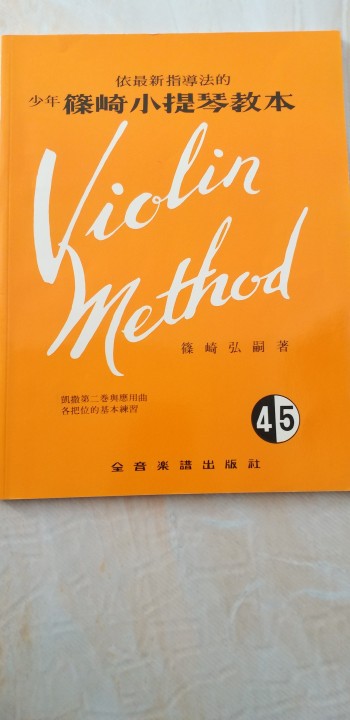 依最新指導法的
少年 篠崎小提琴教本
Violin
Method
篠崎弘嗣著
凱撒第二卷與應用曲
各把位的基本練習
45
全音楽譜出版社